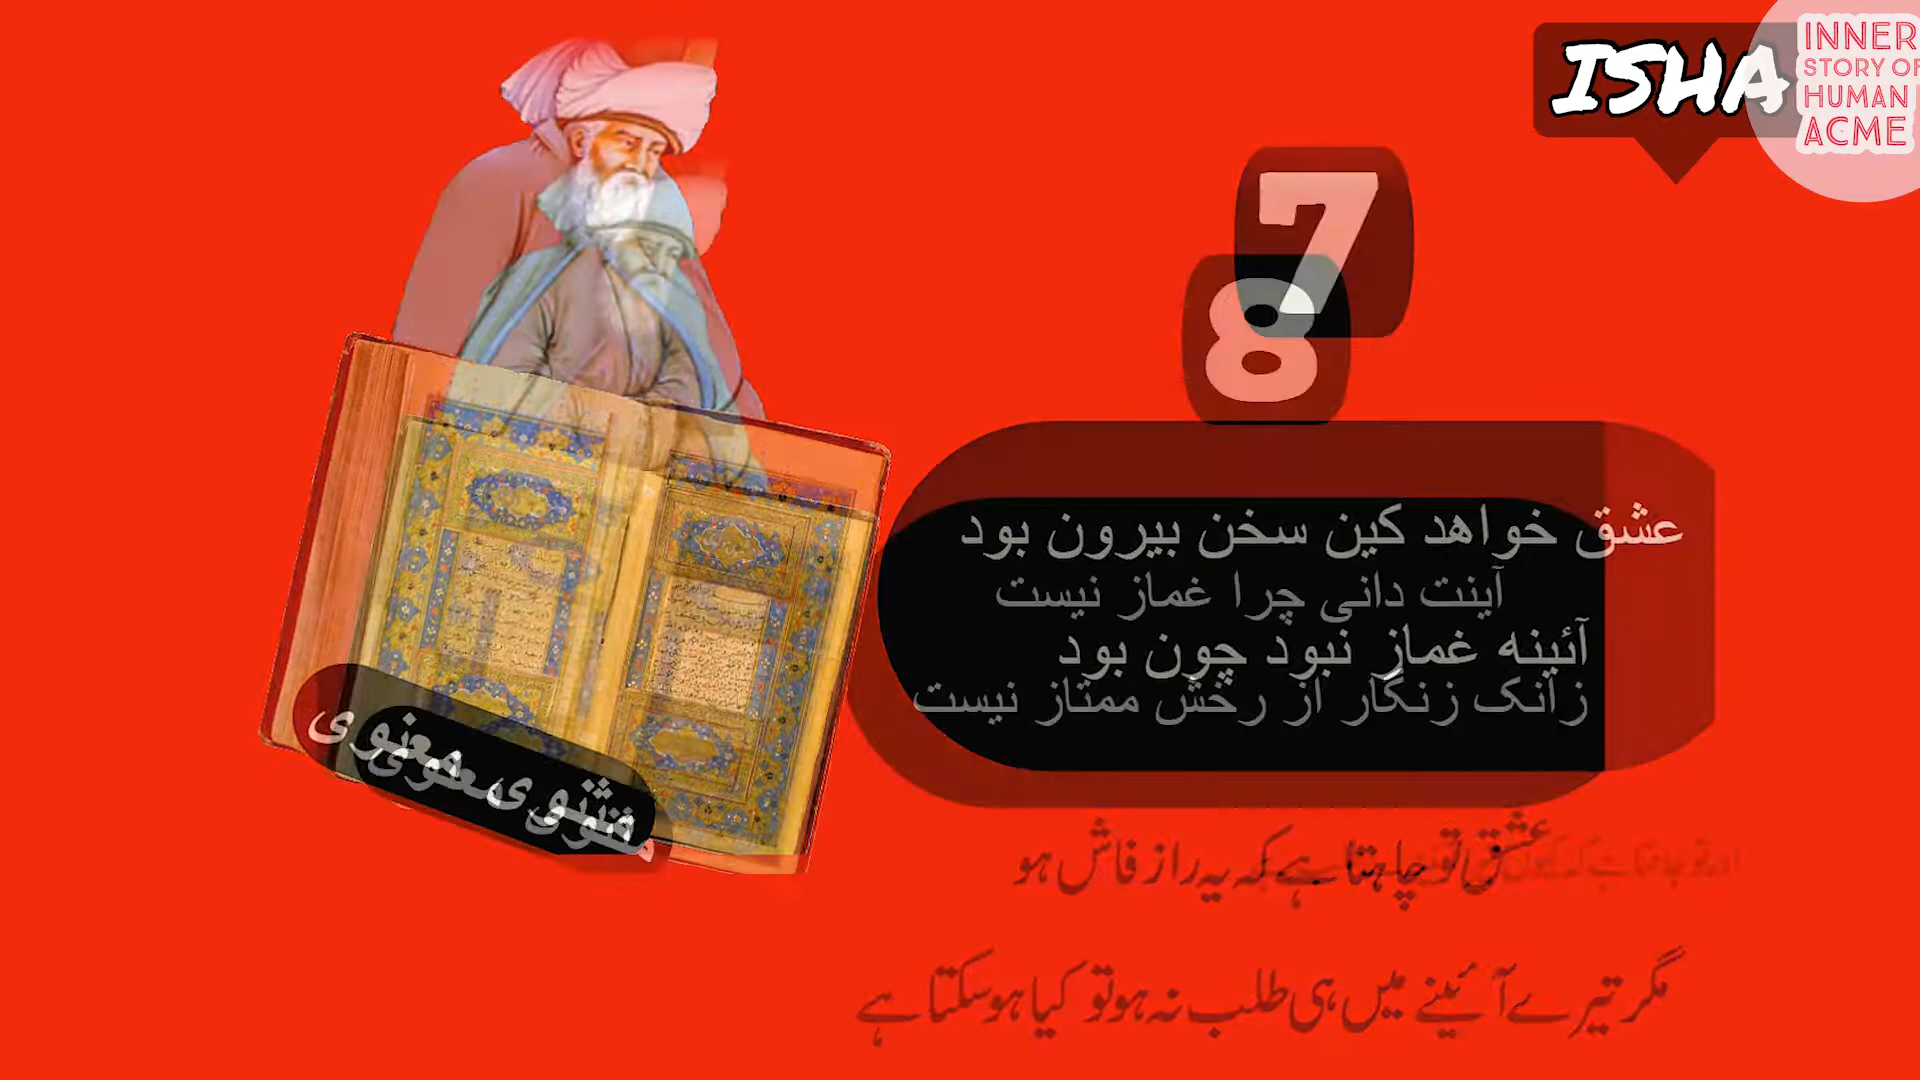 ISHA
INNER
STORY OF
HUMAN
ACME
7
8
عشق خواهد کین سخن بیرون بود
آینت دانی چرا غماز نیست
آئینه غماز نبود چون بود
زانک زنگار از رخش ممتاز نیست
مثنوی معنوی
مثنوی معنوی
عشق تو چاہتا ہے کہ یہ راز فاش ہو
مگر تیرے آئینے میں ہی طلب نہ ہو تو کیا ہو سکتا ہے